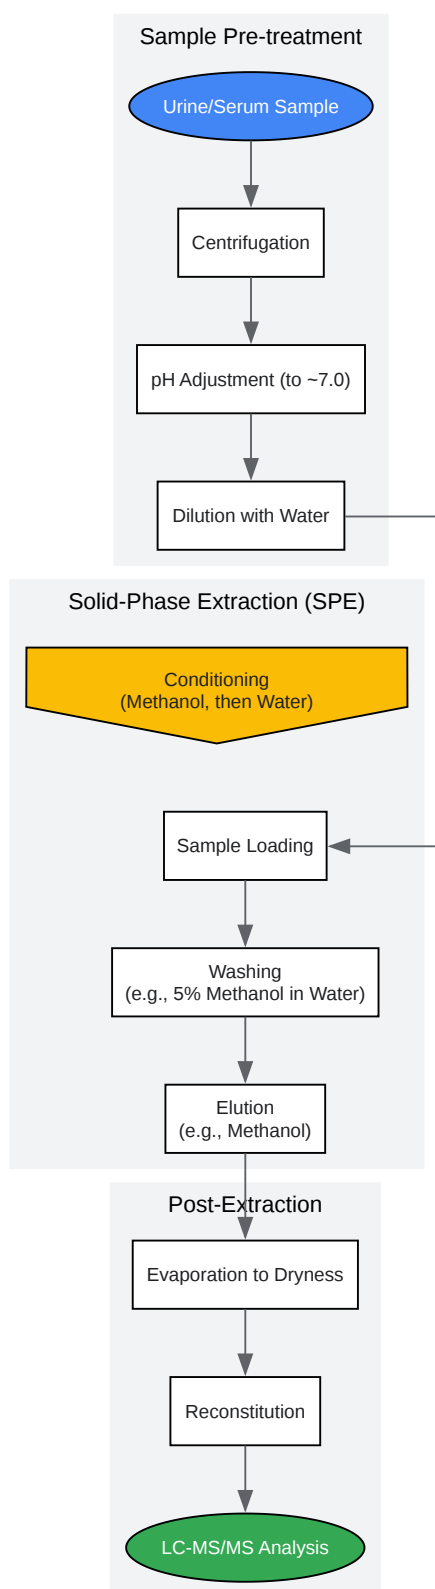 Sample Pre-treatment
Urine/Serum Sample
Centrifugation
pH Adjustment (to ~7.0)
Dilution with Water
Solid-Phase Extraction (SPE)
Conditioning
(Methanol, then Water)
Sample Loading
Washing
(e.g., 5% Methanol in Water)
Elution
(e.g., Methanol)
Post-Extraction
Evaporation to Dryness
Reconstitution
LC-MS/MS Analysis